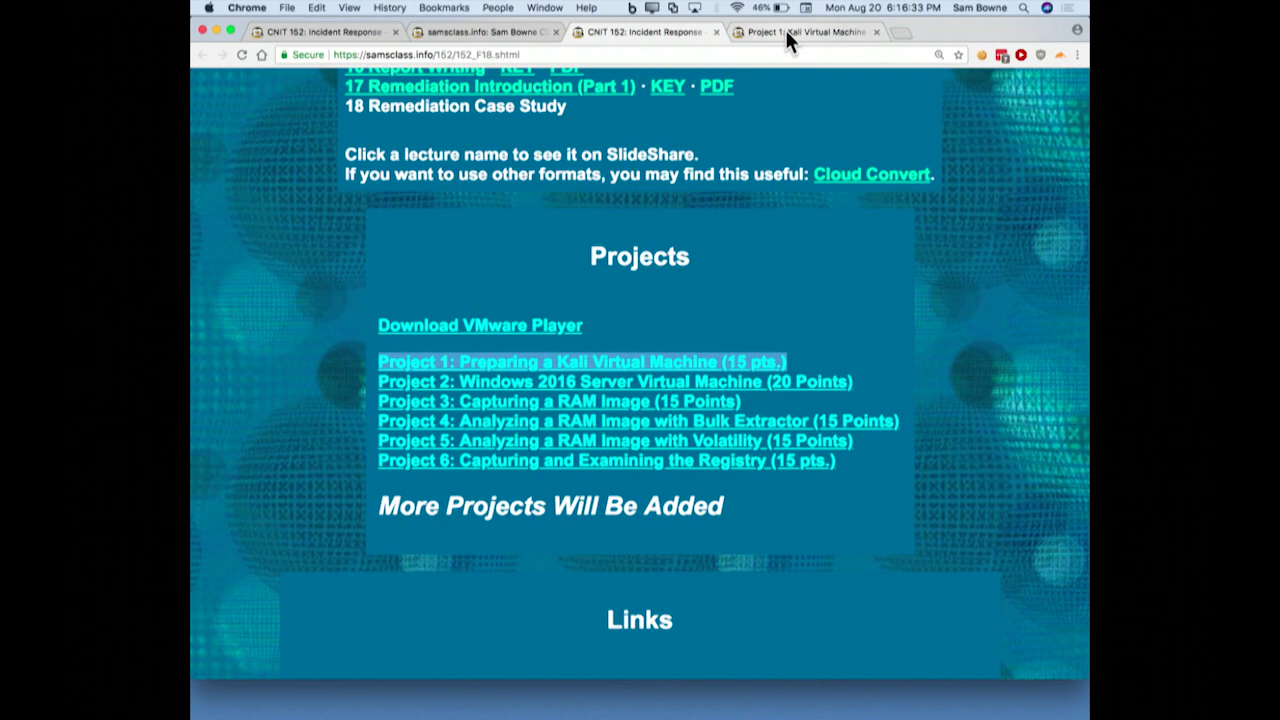 Chrome File Edit View History Bookmarks People Window Help 46% Mon Aug 20 6:16:33 PM Sam Bowne
CNIT 152: Incident Response samsclass.info: Sam Bowne CNIT 152: Incident Response Project 1: Kali Virtual Machine
Secure https://samsclass.info/152/152_F18.shtml
16 Report Writing · KEY · PDF
17 Remediation Introduction (Part 1) · KEY · PDF
18 Remediation Case Study
Click a lecture name to see it on SlideShare.
If you want to use other formats, you may find this useful: Cloud Convert.
Projects
Download VMware Player
Project 1: Preparing a Kali Virtual Machine (15 pts.)
Project 2: Windows 2016 Server Virtual Machine (20 Points)
Project 3: Capturing a RAM Image (15 Points)
Project 4: Analyzing a RAM Image with Bulk Extractor (15 Points)
Project 5: Analyzing a RAM Image with Volatility (15 Points)
Project 6: Capturing and Examining the Registry (15 pts.)
More Projects Will Be Added
Links